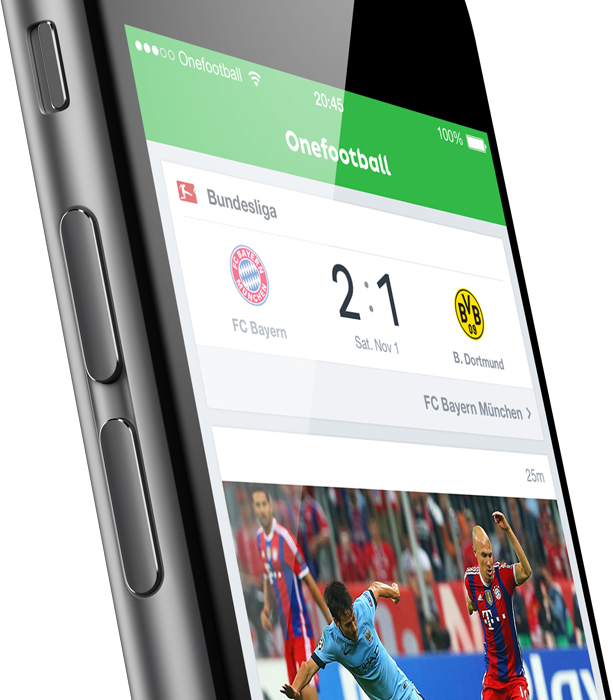 Onefootball
20:45
100%
Onefootball
Bundesliga
FC BAYERN
MÜNCHEN
2:1
BVB
09
FC Bayern
Sat. Nov 1
B. Dortmund
FC Bayern München
25m
T